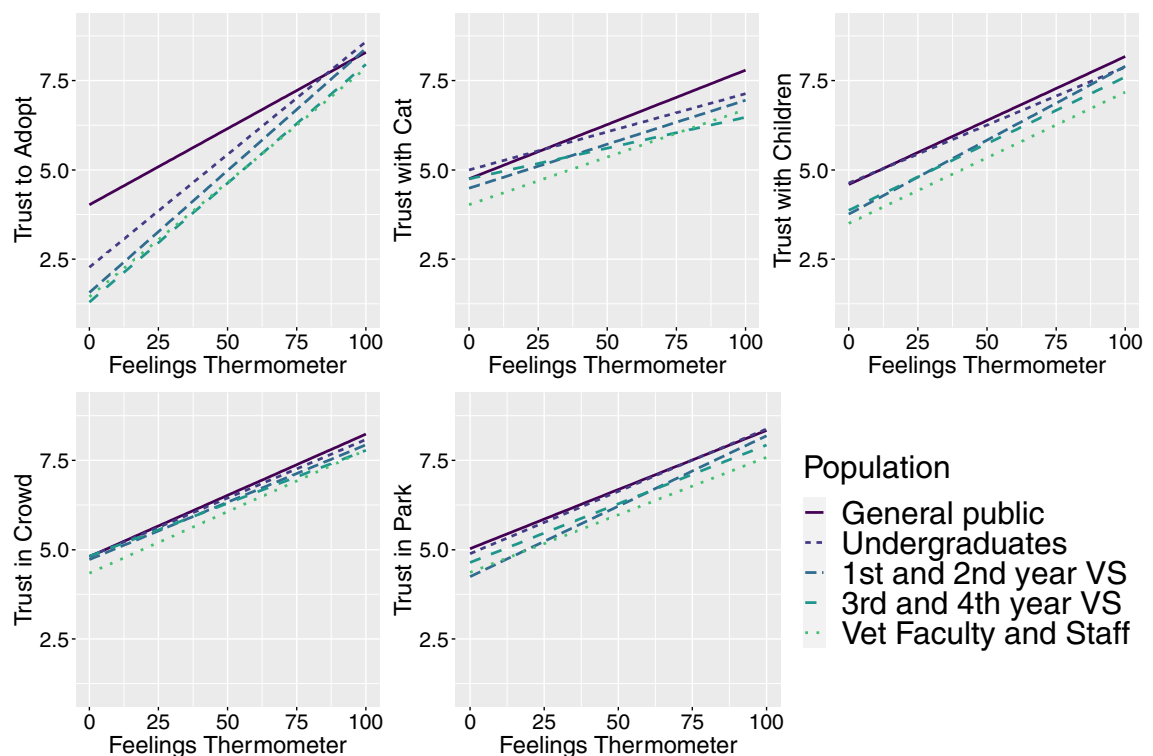 Trust to Adopt
7.5
5.0
2.5
0 25 50 75 100
Feelings Thermometer
Trust with Cat
7.5
5.0
2.5
0 25 50 75 100
Feelings Thermometer
Trust with Children
7.5
5.0
2.5
0 25 50 75 100
Feelings Thermometer
Trust in Crowd
7.5
5.0
2.5
0 25 50 75 100
Feelings Thermometer
Trust in Park
7.5
5.0
2.5
0 25 50 75 100
Feelings Thermometer
Population
General public
Undergraduates
1st and 2nd year VS
3rd and 4th year VS
Vet Faculty and Staff